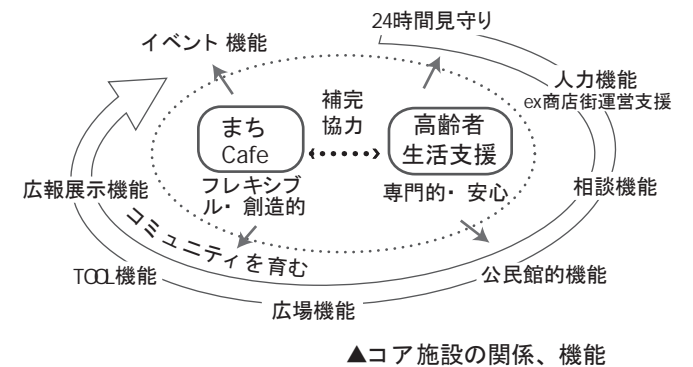 24時間見守り
イベント機能
人力機能
ex商店街運営支援
補完
協力
まち
Cafe
高齢者
生活支援
フレキシブ
ル・創造的
専門的・安心
広報展示機能
相談機能
コミュニティを育む
TOOL機能
公民館的機能
広場機能
▲コア施設の関係、機能